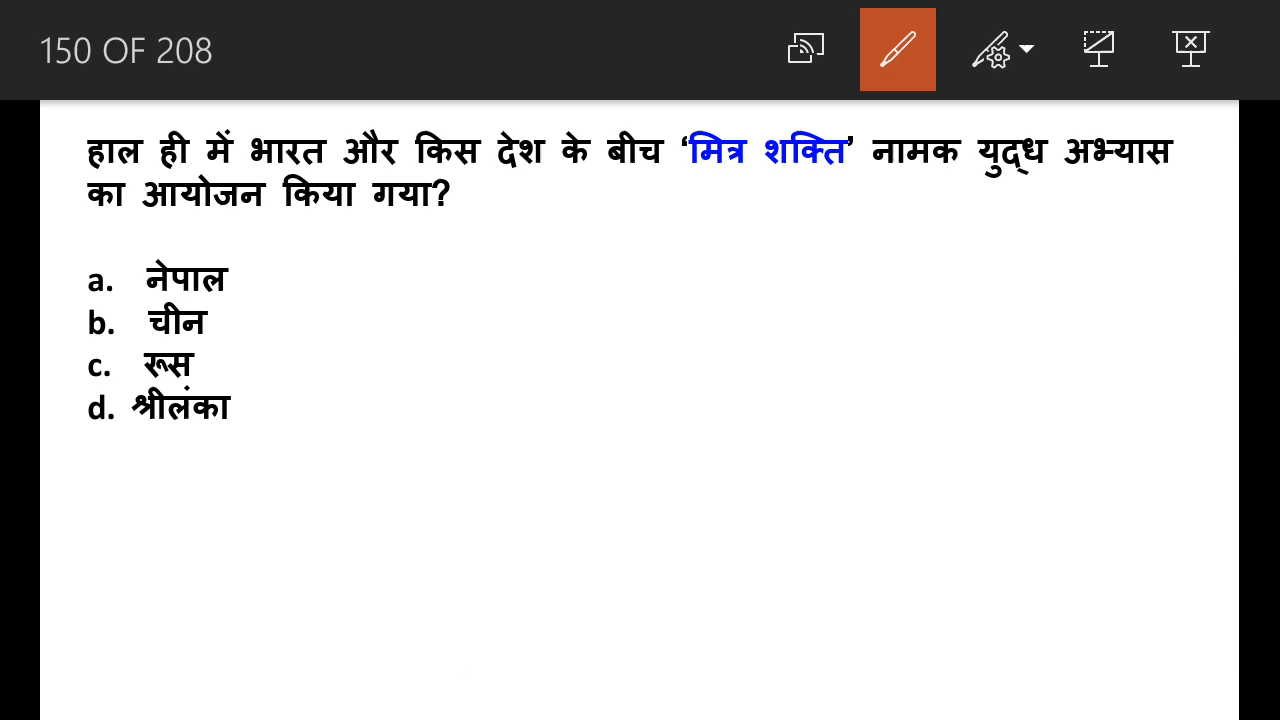 150 OF 208
हाल ही में भारत और किस देश के बीच ‘मित्र शक्ति’ नामक युद्ध अभ्यास
का आयोजन किया गया?
a. नेपाल
b. चीन
c. रूस
d. श्रीलंका